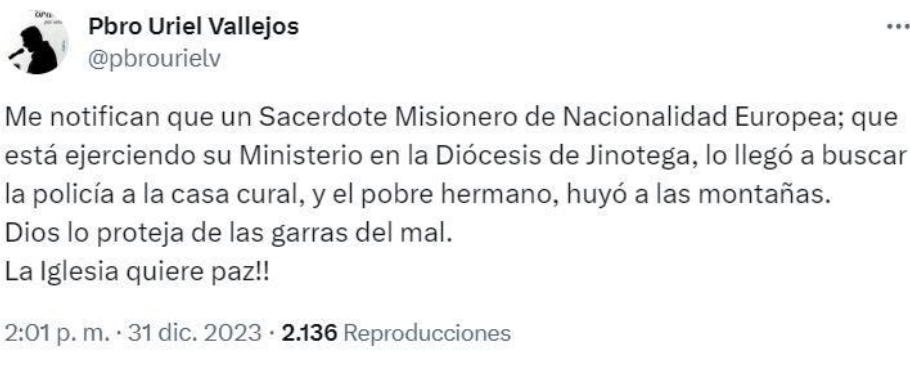 Pbro Uriel Vallejos
@pbrourielv
Me notifican que un Sacerdote Misionero de Nacionalidad Europea; que
está ejerciendo su Ministerio en la Diócesis de Jinotega, lo llegó a buscar
la policía a la casa cural, y el pobre hermano, huyó a las montañas.
Dios lo proteja de las garras del mal.
La Iglesia quiere paz!!
2:01 p. m. · 31 dic. 2023 · 2.136 Reproducciones